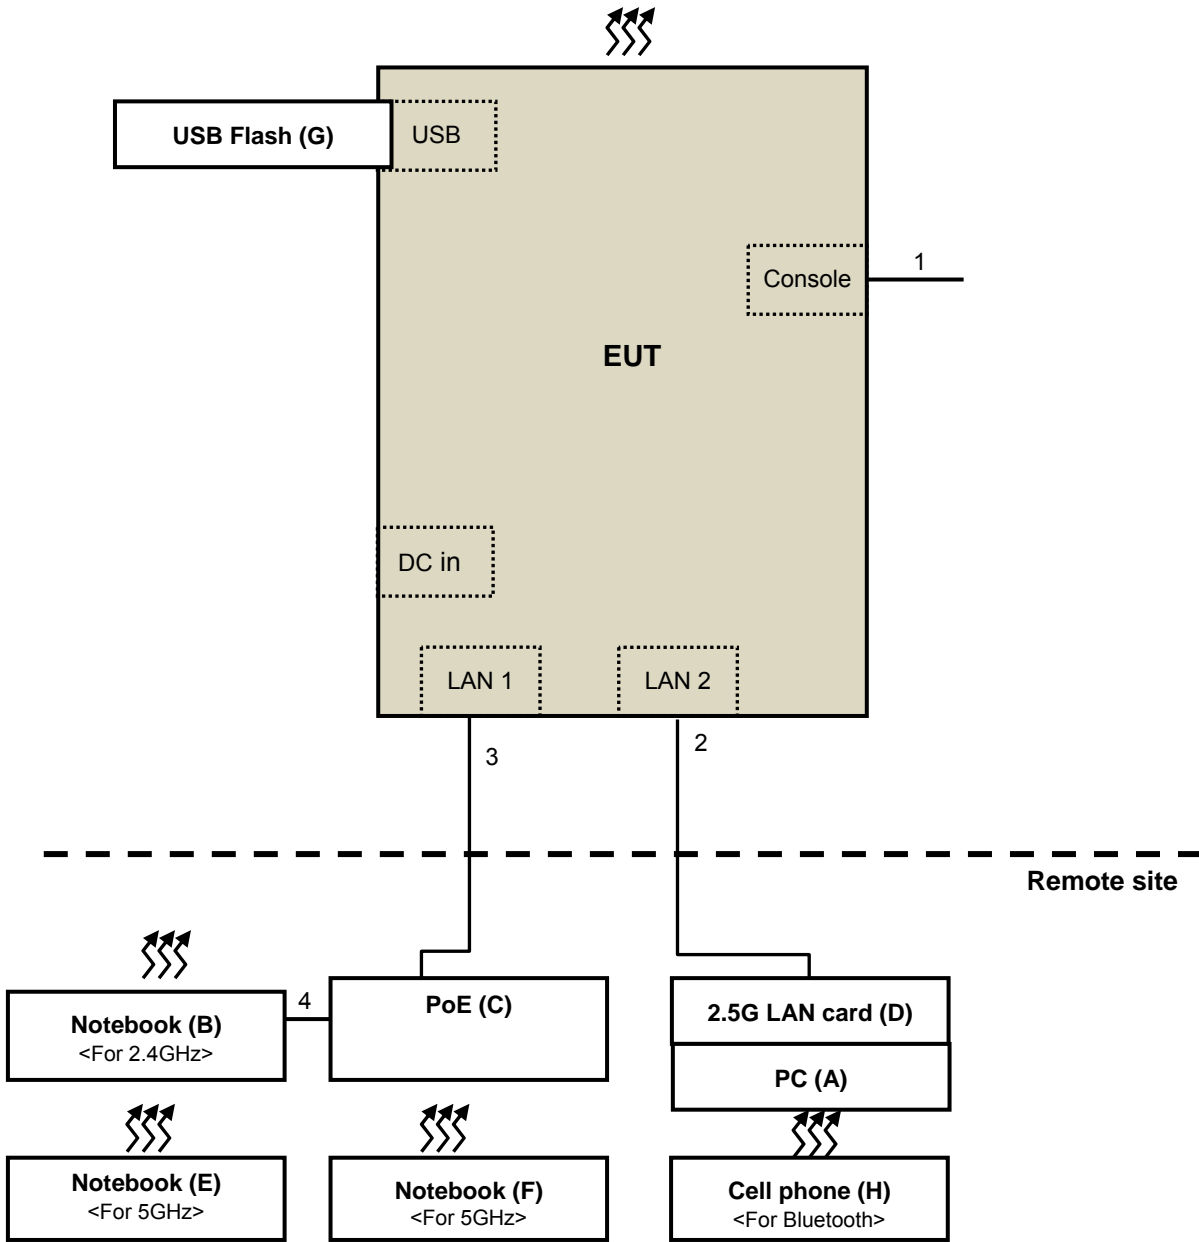 USB Flash (G)
USB
1
Console
EUT
DC in
LAN 1
LAN 2
3
2
Remote site
Notebook (B)
<For 2.4GHz>
4
PoE (C)
2.5G LAN card (D)
PC (A)
Notebook (E)
<For 5GHz>
Notebook (F)
<For 5GHz>
Cell phone (H)
<For Bluetooth>